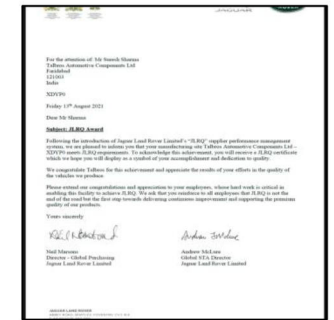 JAGUAR
For the attention of: Mr Suresh Sharma
Talbros Automotive Components Ltd
Faridabad
121003
India
XDYP0
Friday 13th August 2021
Dear Mr Sharma
Subject: JLRQ Award
Following the introduction of Jaguar Land Rover Limited's "JLRQ" supplier performance management
system, we are pleased to inform you that your manufacturing site Talbros Automotive Components Ltd –
XDYP0 meets JLRQ requirements. To acknowledge this achievement, you will receive a JLRQ certificate
which we hope you will display as a symbol of your accomplishment and dedication to quality.
We congratulate Talbros for this achievement and appreciate the results of your efforts in the quality of
the vehicles we produce.
Please extend our congratulations and appreciation to your employees, whose hard work is critical in
enabling this facility to achieve JLRQ. We ask that you reinforce to all employees that JLRQ is not the
end of the road but the first step towards delivering continuous improvement and supporting the premium
quality of our products.
Yours sincerely
Neil Andrew McLean
Director – Global Purchasing Global STA Director
Jaguar Land Rover Limited Jaguar Land Rover Limited
JAGUAR LAND ROVER